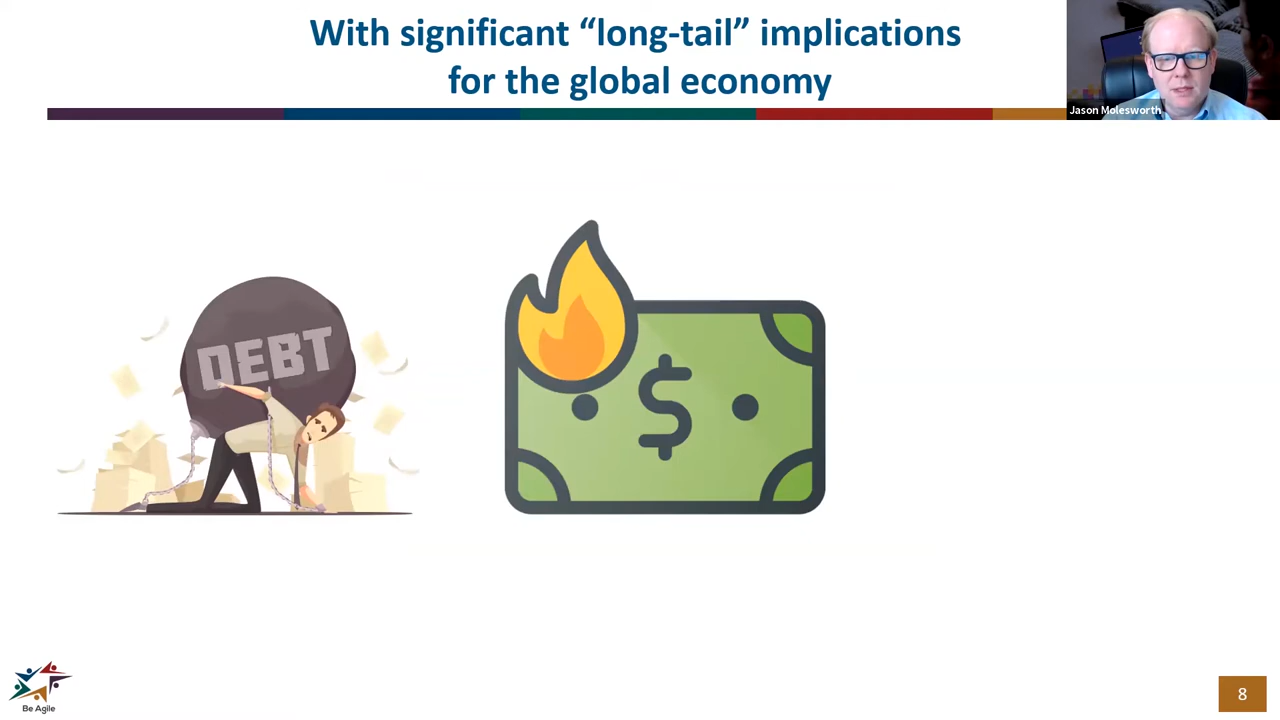 With significant “long-tail” implications
for the global economy
Jason Molesworth
DEBT
$
Be Agile
8